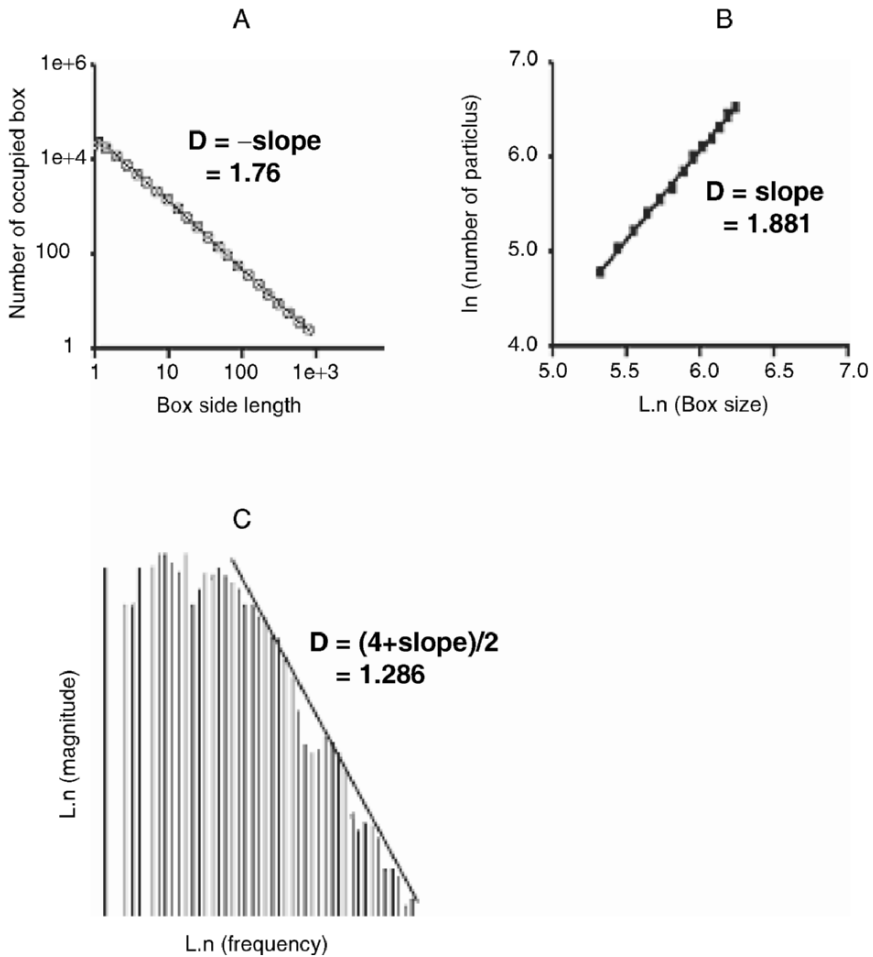 A
Number of occupied box
1e+6
1e+4
100
1
D = –slope
= 1.76
1
10
100
1e+3
Box side length
B
ln (number of particlus)
7.0
6.0
5.0
4.0
D = slope
= 1.881
5.0
5.5
6.0
6.5
7.0
L.n (Box size)
C
L.n (magnitude)
D = (4+slope)/2
= 1.286
L.n (frequency)